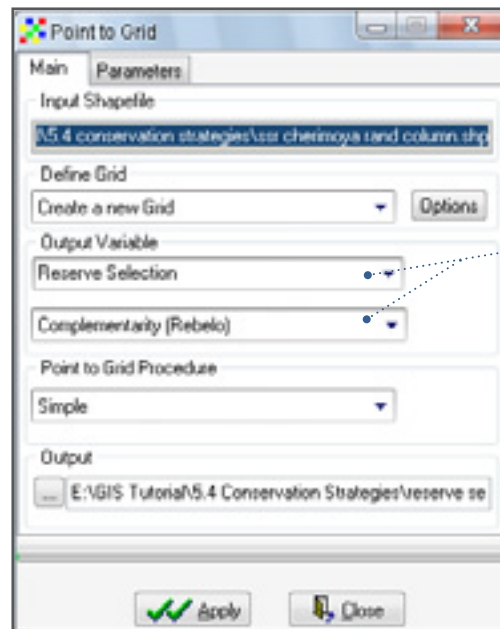 Point to Grid
Main Parameters
Input Shapefile
\5.4 conservation strategies\ssr cherimoya rand column.shp
Define Grid
Create a new Grid Options
Output Variable
Reserve Selection
Complementarity (Rebelo)
Point to Grid Procedure
Simple
Output
... E:\GIS Tutorial\5.4 Conservation Strategies\reserve se
Apply Close